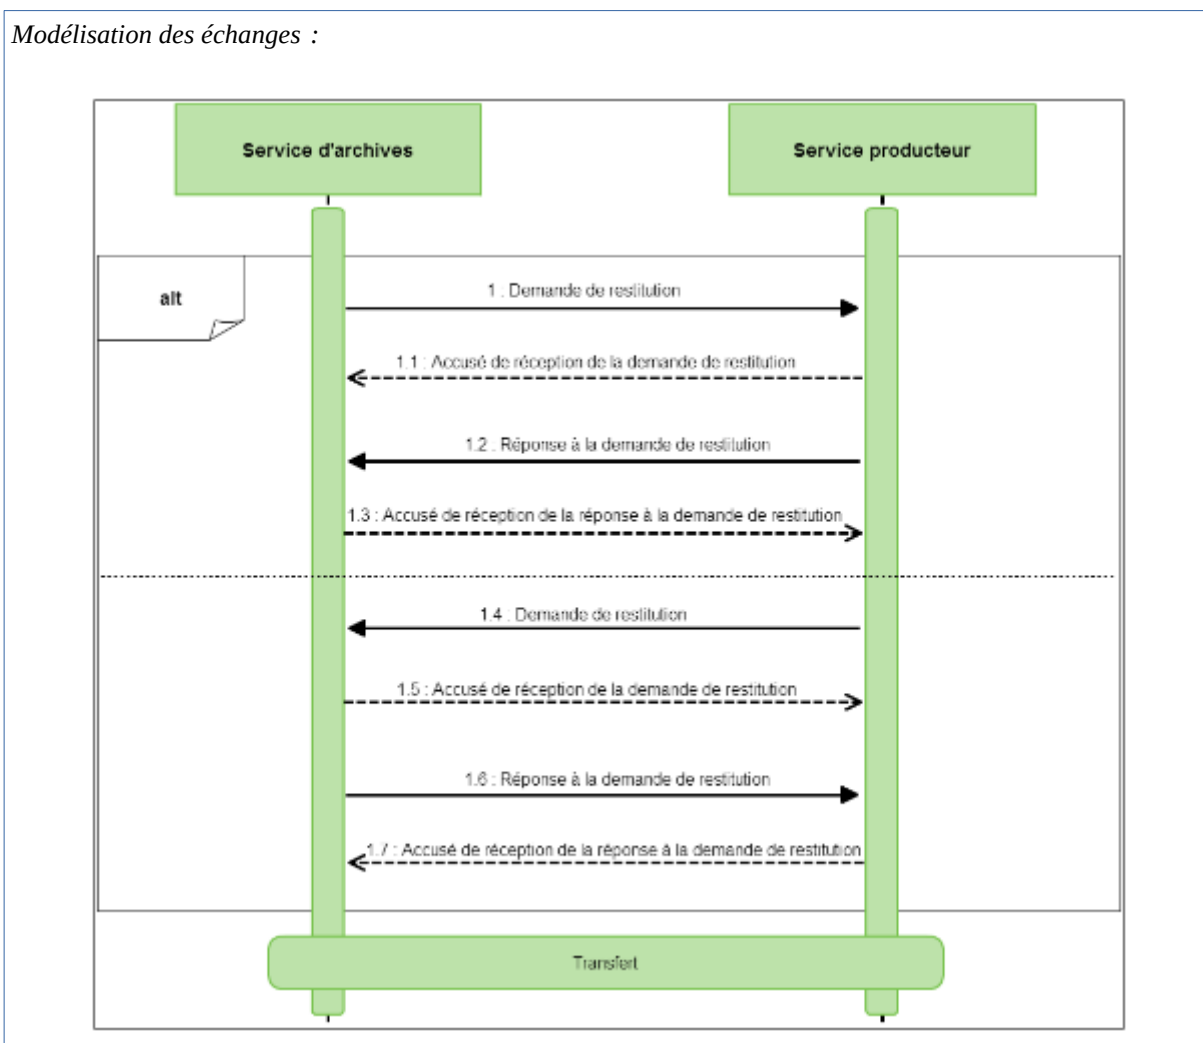 Modélisation des échanges :
Service d'archives
Service producteur
alt
1 : Demande de restitution
1.1 : Accusé de réception de la demande de restitution
1.2 : Réponse à la demande de restitution
1.3 : Accusé de réception de la réponse à la demande de restitution
1.4 : Demande de restitution
1.5 : Accusé de réception de la demande de restitution
1.6 : Réponse à la demande de restitution
1.7 : Accusé de réception de la réponse à la demande de restitution
Transfert